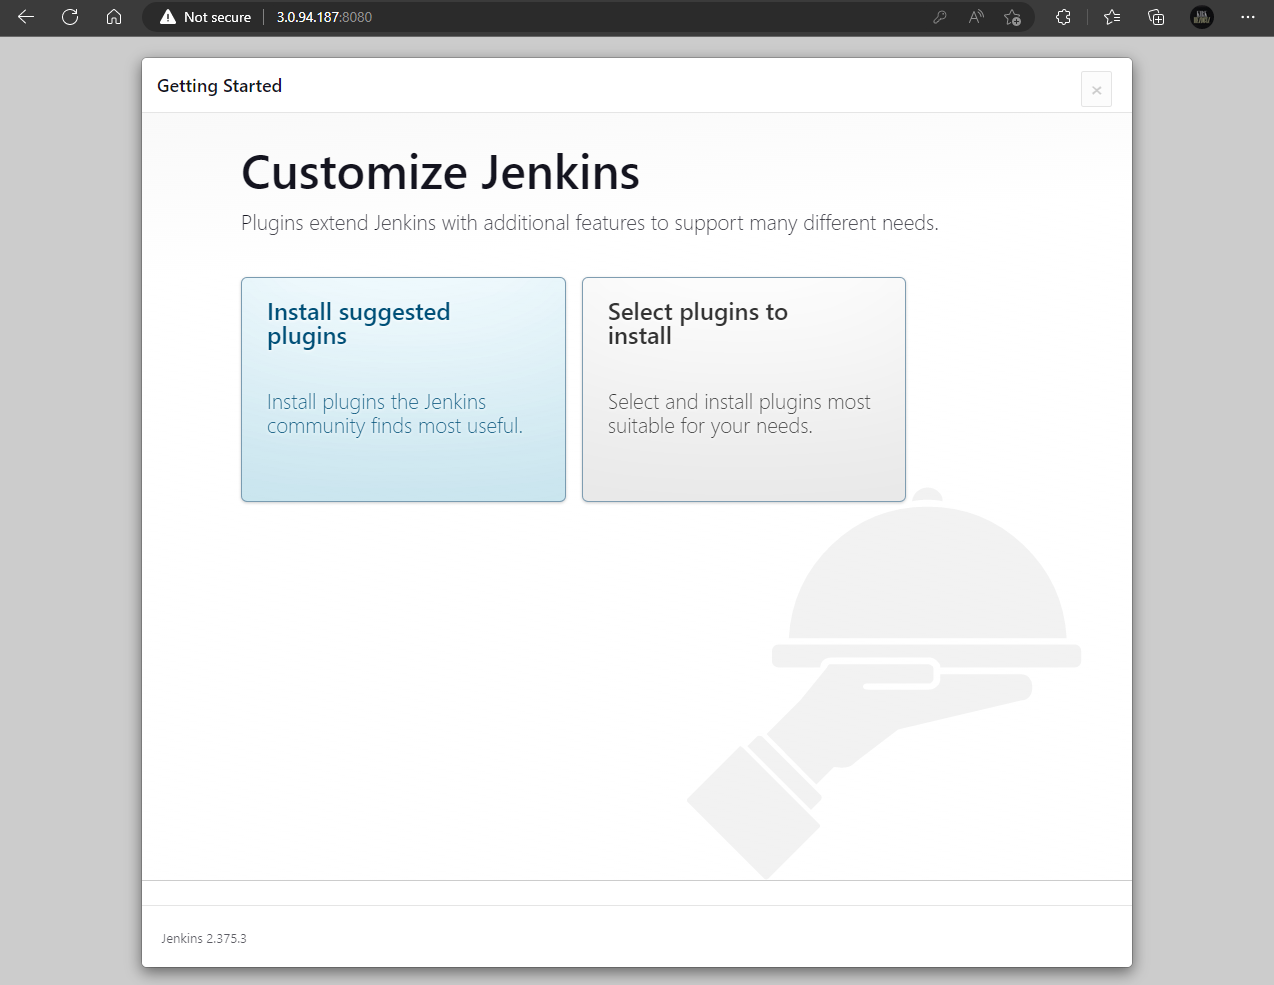 Not secure
3.0.94.187:8080
Getting Started
×
Customize Jenkins
Plugins extend Jenkins with additional features to support many different needs.
Install suggested
plugins
Install plugins the Jenkins
community finds most useful.
Select plugins to
install
Select and install plugins most
suitable for your needs.
Jenkins 2.375.3